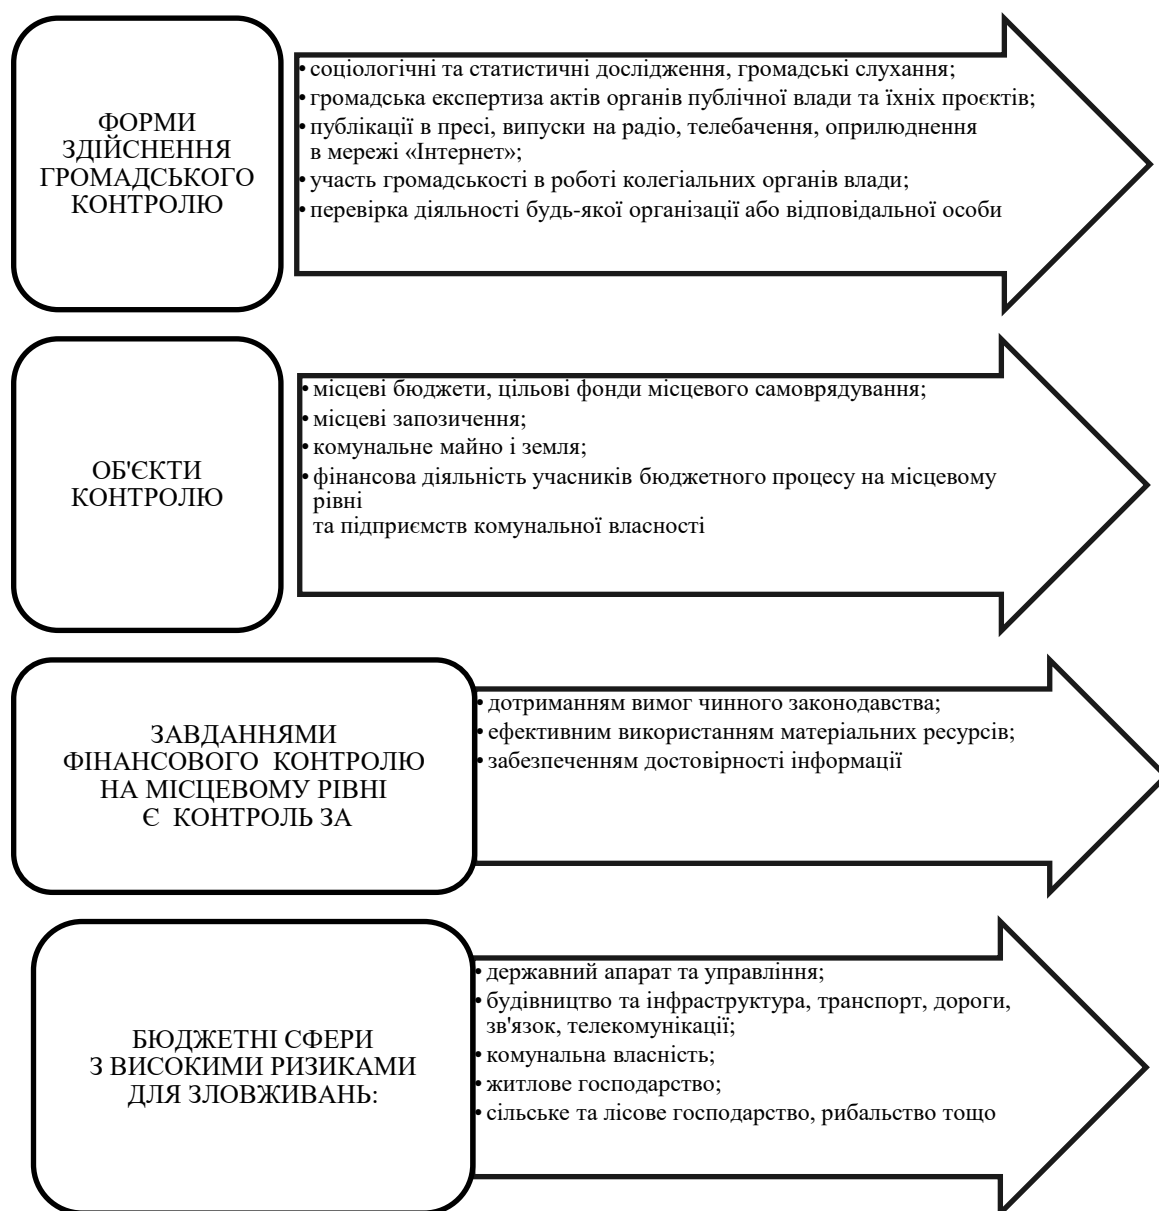 ФОРМИ
ЗДІЙСНЕННЯ
ГРОМАДСЬКОГО
КОНТРОЛЮ
• соціологічні та статистичні дослідження, громадські слухання;
• громадська експертиза актів органів публічної влади та їхніх проєктів;
• публікації в пресі, випуски на радіо, телебачення, оприлюднення
в мережі «Інтернет»;
• участь громадськості в роботі колегіальних органів влади;
• перевірка діяльності будь-якої організації або відповідальної особи
ОБ'ЄКТИ
КОНТРОЛЮ
• місцеві бюджети, цільові фонди місцевого самоврядування;
• місцеві запозичення;
• комунальне майно і земля;
• фінансова діяльність учасників бюджетного процесу на місцевому
рівні
та підприємств комунальної власності
ЗАВДАННЯМИ
ФІНАНСОВОГО КОНТРОЛЮ
НА МІСЦЕВОМУ РІВНІ
Є КОНТРОЛЬ ЗА
• дотриманням вимог чинного законодавства;
• ефективним використанням матеріальних ресурсів;
• забезпеченням достовірності інформації
БЮДЖЕТНІ СФЕРИ
З ВИСОКИМИ РИЗИКАМИ
ДЛЯ ЗЛОВЖИВАНЬ:
• державний апарат та управління;
• будівництво та інфраструктура, транспорт, дороги,
зв'язок, телекомунікації;
• комунальна власність;
• житлове господарство;
• сільське та лісове господарство, рибальство тощо